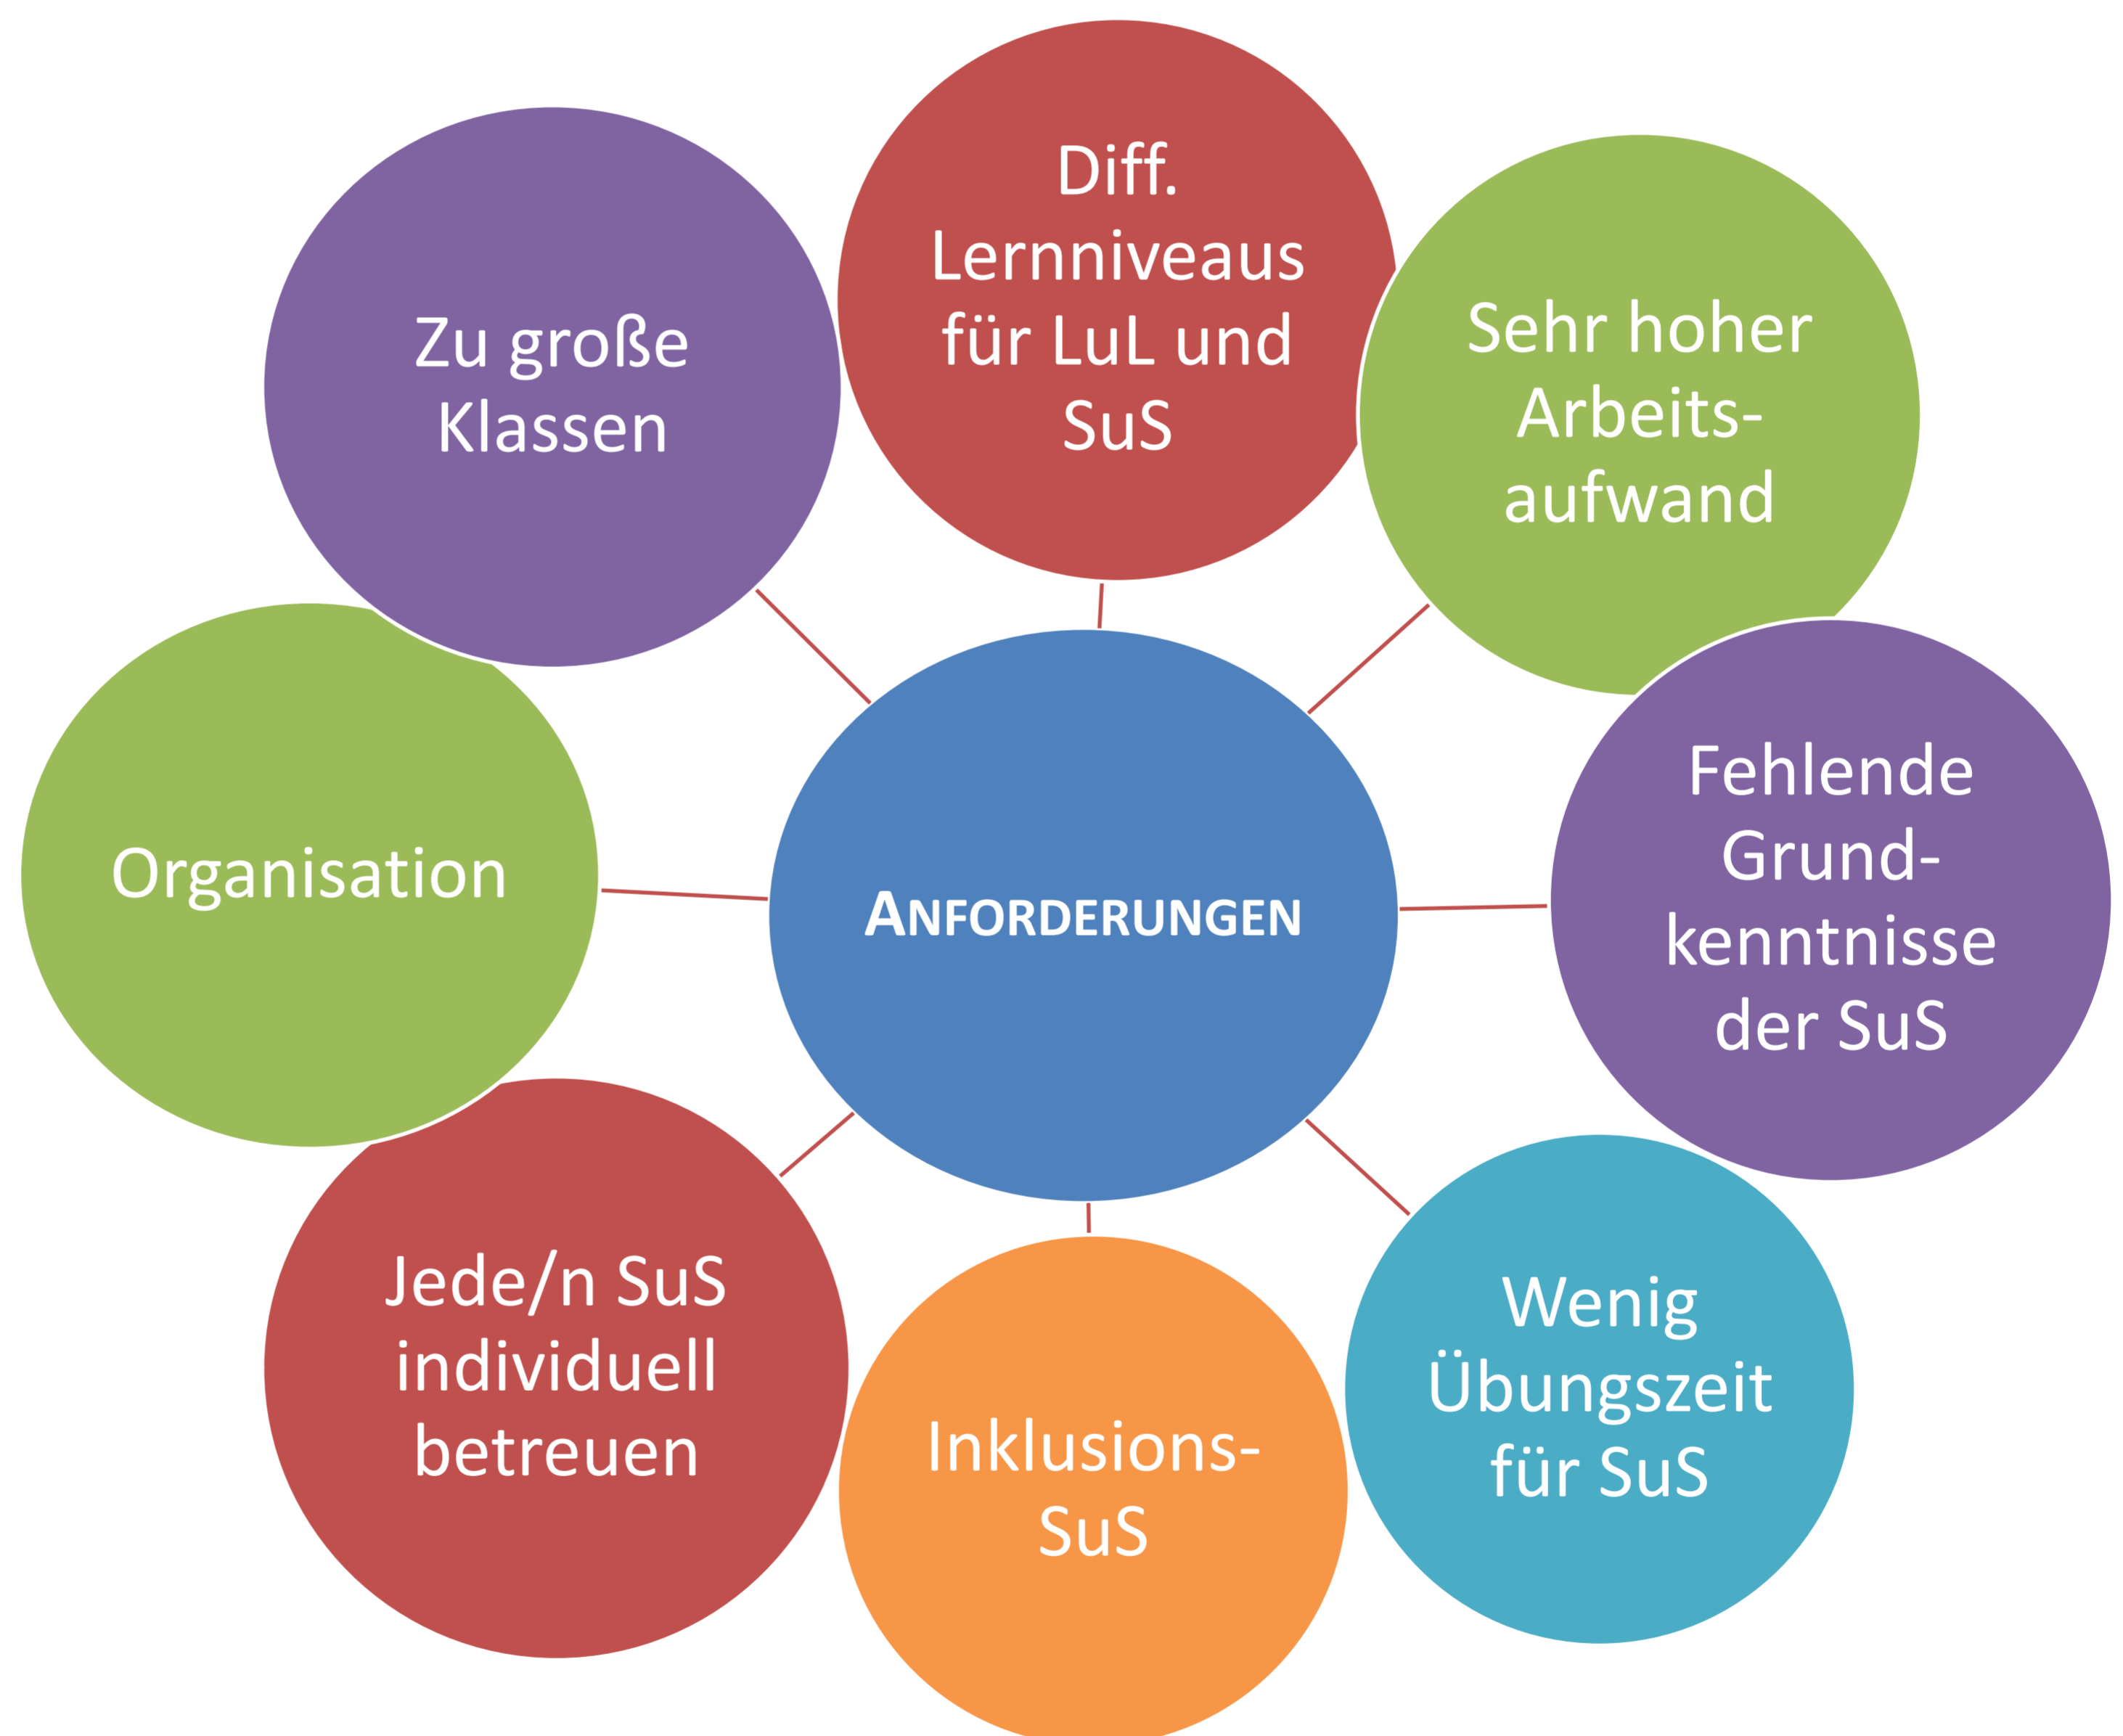 Diff.
Lernniveaus
für LuL und
SuS
Sehr hoher
Arbeits-
aufwand
Fehlende
Grund-
kenntnisse
der SuS
Wenig
Übungszeit
für SuS
Inklusions-
SuS
Jede/n SuS
individuell
betreuen
Organisation
Zu große
Klassen
ANFORDERUNGEN